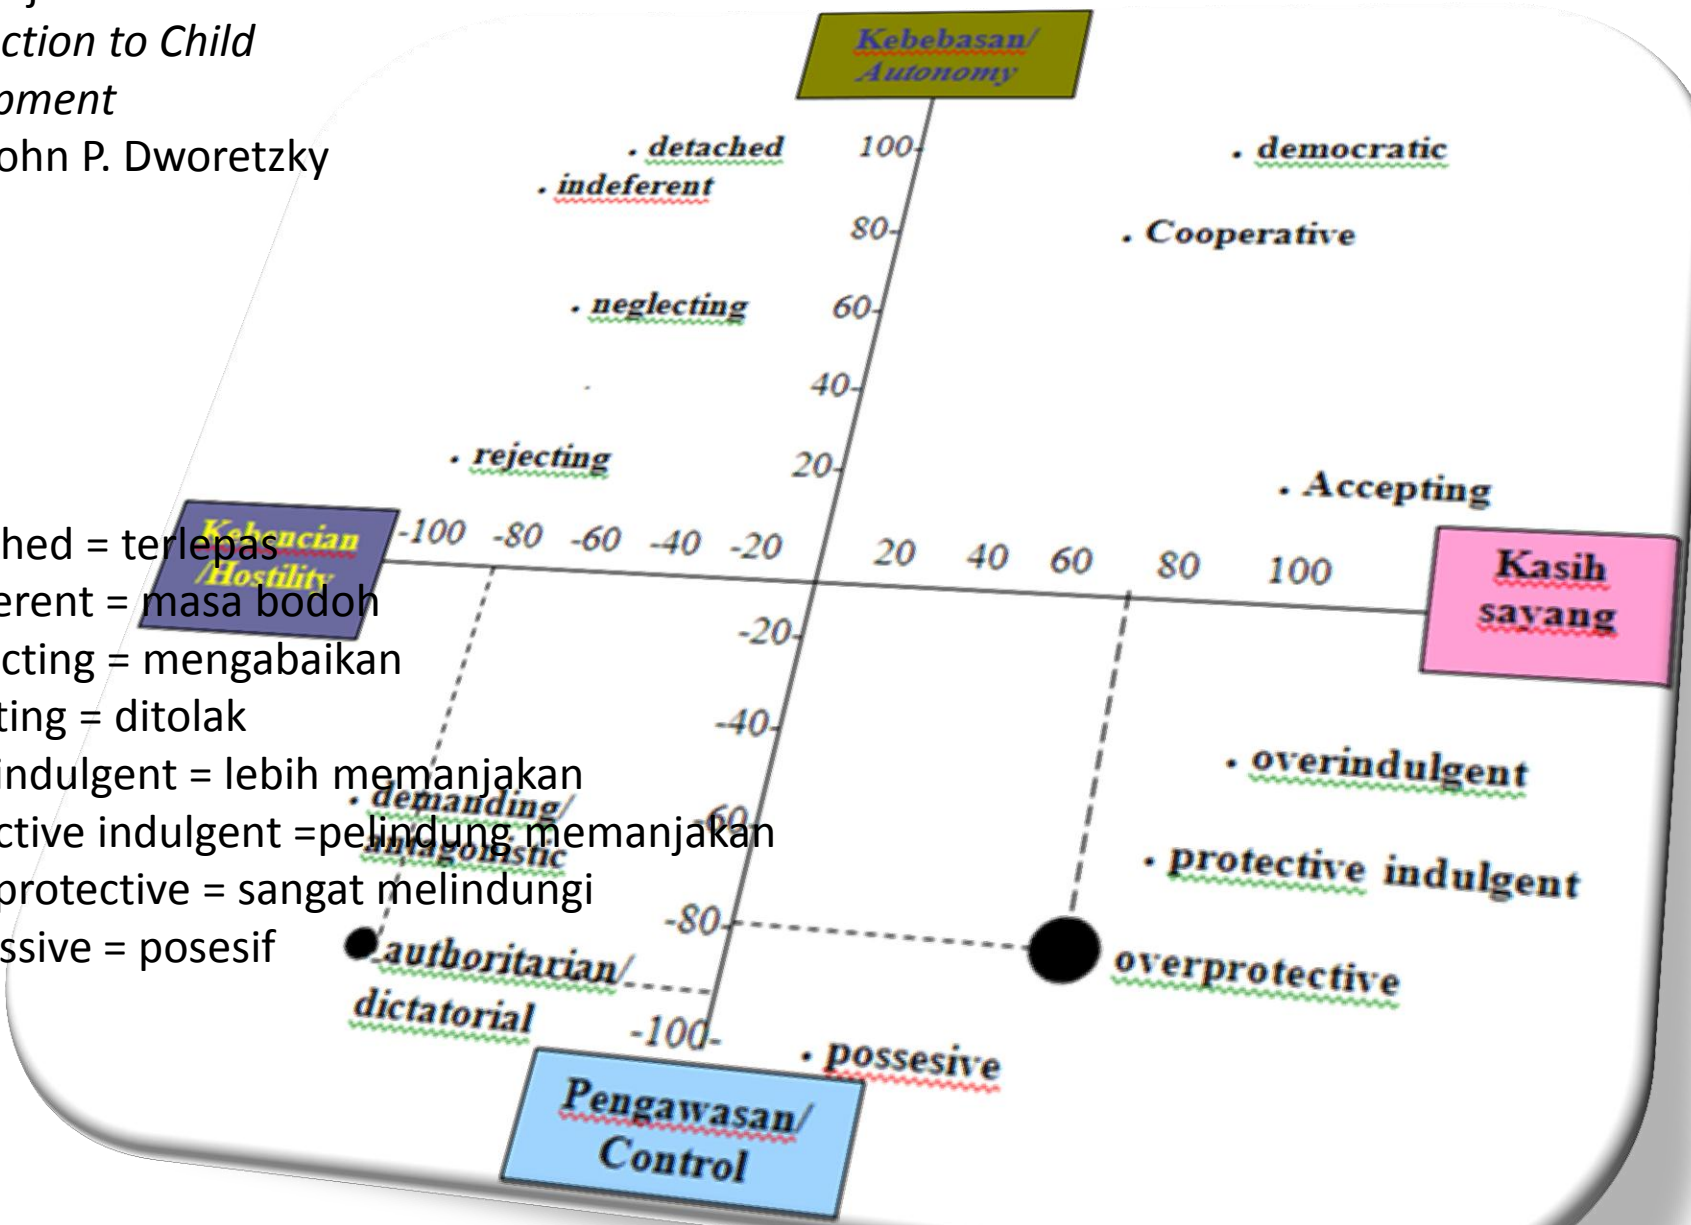 ction to Child
pment
ohn P. Dworetzky
Kebebasan/
Autonomy
. detached
. indeferent
. neglecting
. rejecting
100
80
60
40
20
. democratic
. Cooperative
. Accepting
Kebencian
/Hostility
-100 -80 -60 -40 -20 20 40 60 80 100
Kasih
sayang
-20
-40
-60
-80
-100
hed = terlepas
erent = masa bodoh
cting = mengabaikan
ting = ditolak
indulgent = lebih memanjakan
ctive indulgent =pelindung memanjakan
protective = sangat melindungi
ssive = posesif
. demanding/
antagonistic
authoritarian/
dictatorial
. overindulgent
. protective indulgent
overprotective
. possesive
Pengawasan/
Control